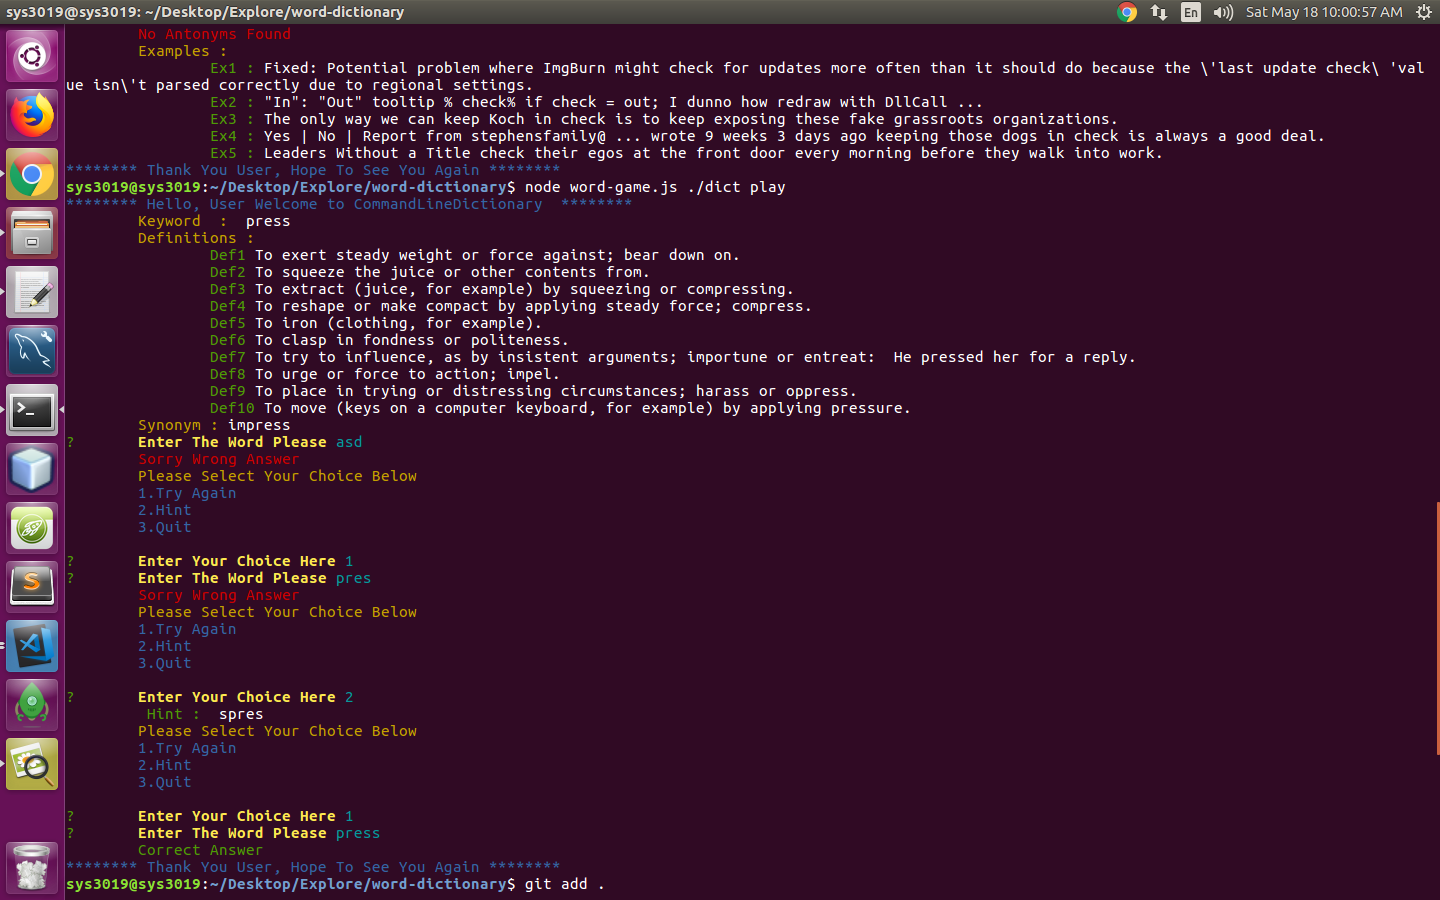 sys3019@sys3019: ~/Desktop/Explore/word-dictionary En Sat May 18 10:00:57 AM
No Antonyms Found
Examples :
Ex1 : Fixed: Potential problem where ImgBurn might check for updates more often than it should do because the \'last update check\ 'val
ue isn\'t parsed correctly due to regional settings.
Ex2 : "In": "Out" tooltip % check% if check = out; I dunno how redraw with DllCall ...
Ex3 : The only way we can keep Koch in check is to keep exposing these fake grassroots organizations.
Ex4 : Yes | No | Report from stephensfamily@ ... wrote 9 weeks 3 days ago keeping those dogs in check is always a good deal.
Ex5 : Leaders Without a Title check their egos at the front door every morning before they walk into work.
******** Thank You User, Hope To See You Again ********
sys3019@sys3019:~/Desktop/Explore/word-dictionary$ node word-game.js ./dict play
******** Hello, User Welcome to CommandLineDictionary  ********
Keyword  :  press
Definitions :
Def1 To exert steady weight or force against; bear down on.
Def2 To squeeze the juice or other contents from.
Def3 To extract (juice, for example) by squeezing or compressing.
Def4 To reshape or make compact by applying steady force; compress.
Def5 To iron (clothing, for example).
Def6 To clasp in fondness or politeness.
Def7 To try to influence, as by insistent arguments; importune or entreat:  He pressed her for a reply.
Def8 To urge or force to action; impel.
Def9 To place in trying or distressing circumstances; harass or oppress.
Def10 To move (keys on a computer keyboard, for example) by applying pressure.
Synonym : impress
? Enter The Word Please asd
Sorry Wrong Answer
Please Select Your Choice Below
1.Try Again
2.Hint
3.Quit
? Enter Your Choice Here 1
? Enter The Word Please pres
Sorry Wrong Answer
Please Select Your Choice Below
1.Try Again
2.Hint
3.Quit
? Enter Your Choice Here 2
Hint :  spres
Please Select Your Choice Below
1.Try Again
2.Hint
3.Quit
? Enter Your Choice Here 1
? Enter The Word Please press
Correct Answer
******** Thank You User, Hope To See You Again ********
sys3019@sys3019:~/Desktop/Explore/word-dictionary$ git add .